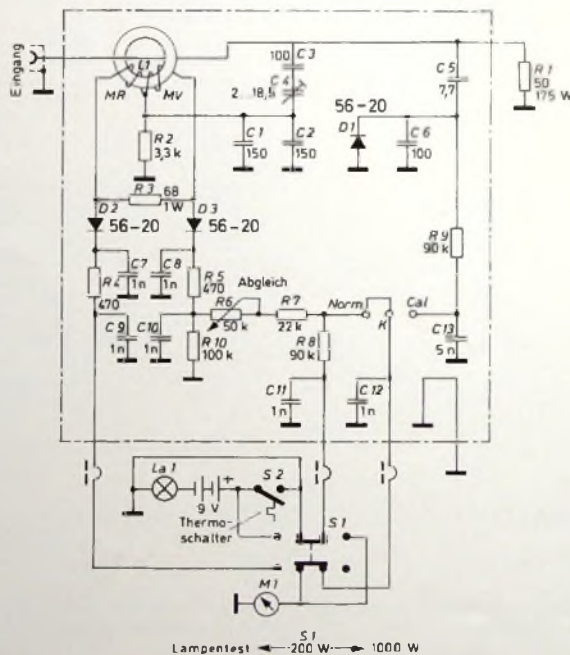 Eingang
L1
MR
MV
100
C3
C4
2...18,5
C5
7,7
R1
50
175 W
R2
3,3 k
C1
150
C2
150
56-20
D1
C6
100
R3
68
1W
D2
56-20
D3
56-20
C7
1n
C8
1n
R4
470
R5
470
Abgleich
R6
50 k
R7
22 k
Norm.
K
Cal
R9
90 k
C9
1n
C10
1n
R10
100 k
R8
90 k
C13
5 n
C11
1 n
C12
1 n
La 1
9 V
+
S2
Thermo-
schalter
S1
M1
S1
Lampentest 200 W 1000 W